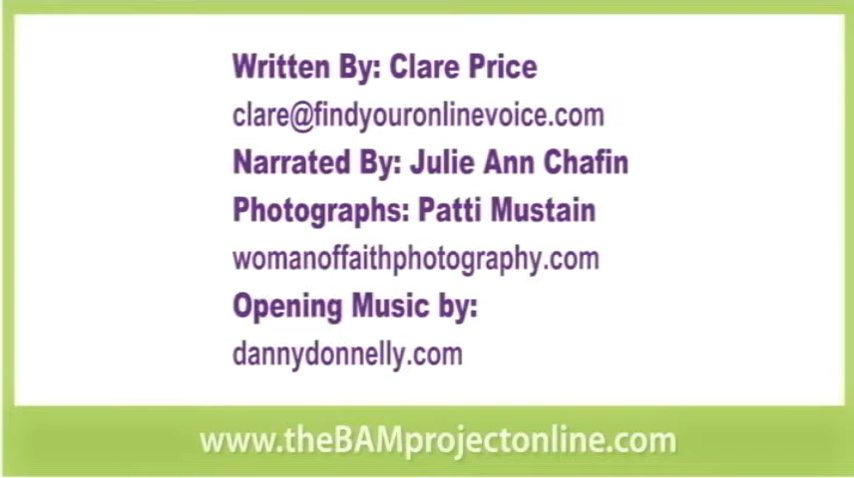 Written By: Clare Price
clare@findyouronlinevoice.com
Narrated By: Julie Ann Chafin
Photographs: Patti Mustain
womanoffaithphotography.com
Opening Music by:
dannydonnelly.com
www.theBAMprojectonline.com